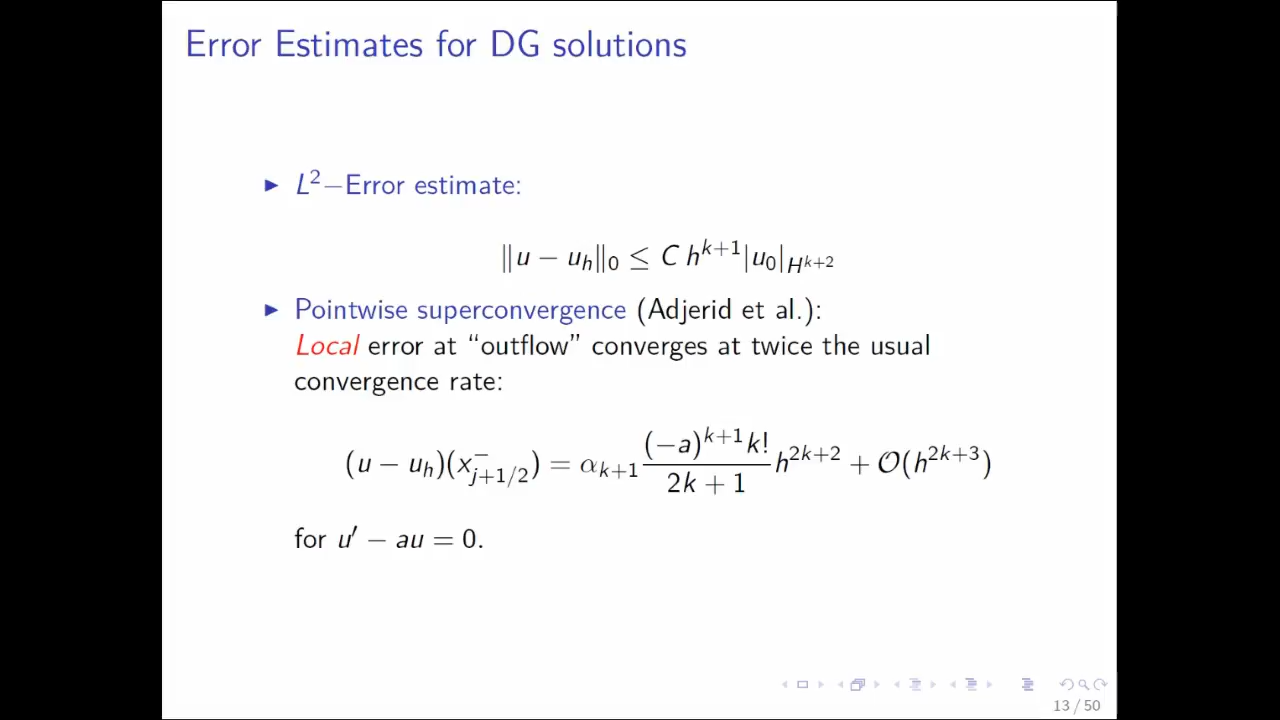 Error Estimates for DG solutions
▶ L²−Error estimate:
‖u − u_h‖₀ ≤ C h^{k+1}|u₀|_{H^{k+2}}
▶ Pointwise superconvergence (Adjerid et al.):
Local error at “outflow” converges at twice the usual
convergence rate:
(u − u_h)(x^−_{j+1/2}) = α_{k+1} \frac{(−a)^{k+1}k!}{2k + 1} h^{2k+2} + O(h^{2k+3})
for u′ − au = 0.
13 / 50